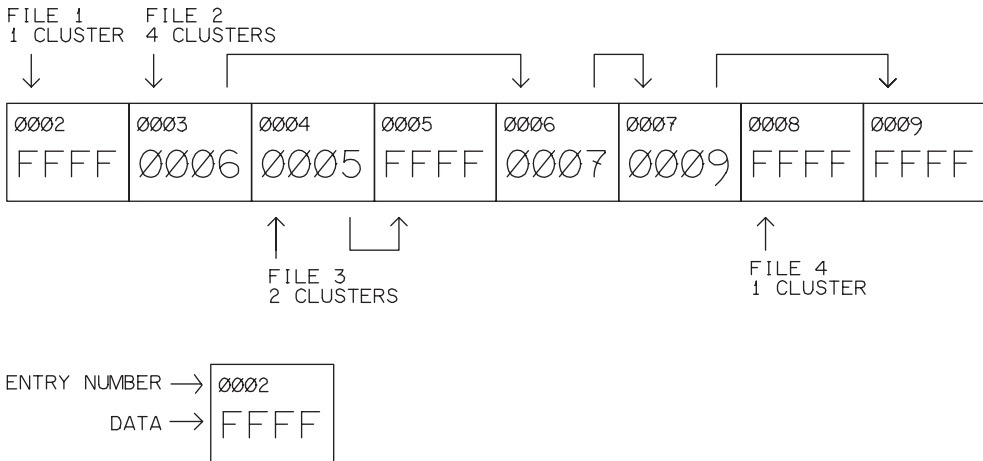 FILE 1 FILE 2
1 CLUSTER 4 CLUSTERS
0002 0003 0004 0005 0006 0007 0008 0009
FFFF 0006 0005 FFFF 0007 0009 FFFF FFFF
FILE 3
2 CLUSTERS
FILE 4
1 CLUSTER
ENTRY NUMBER 0002
DATA FFFF